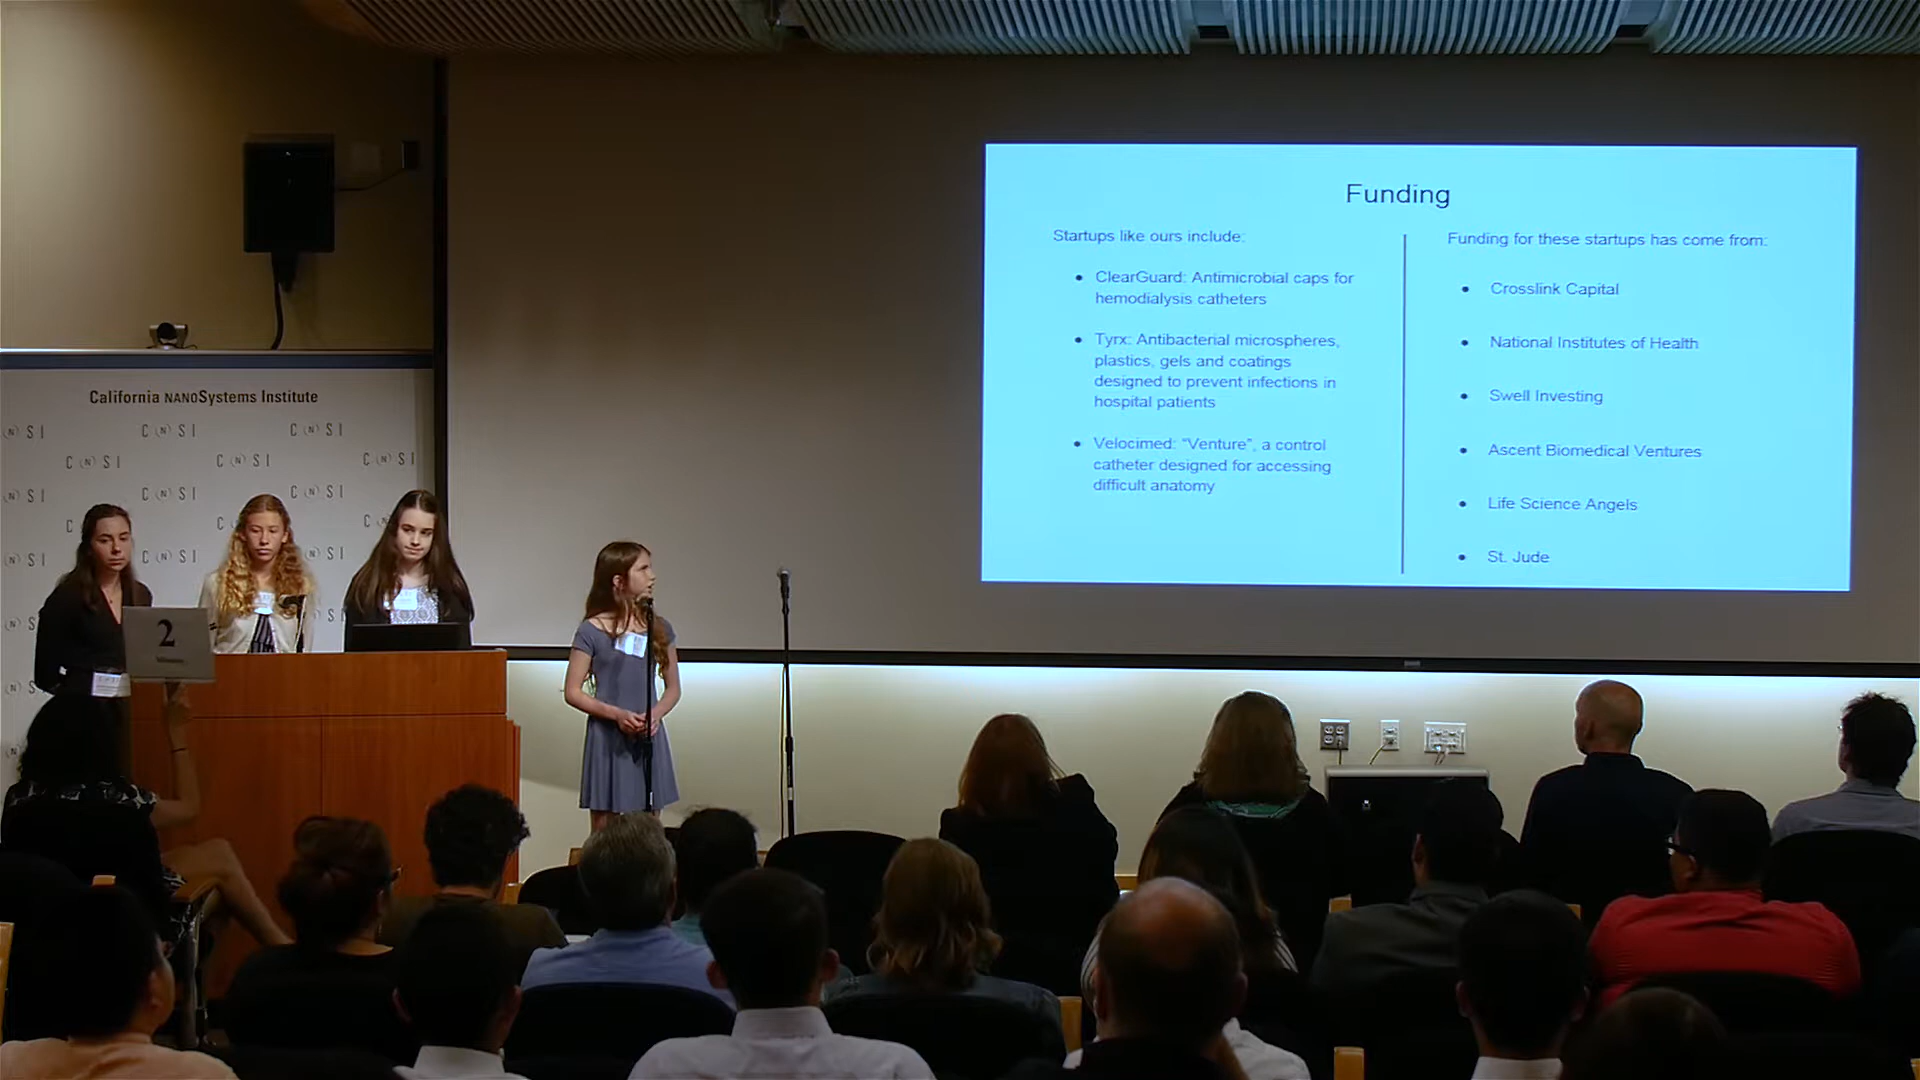 Funding
Startups like ours include:
• ClearGuard: Antimicrobial caps for
hemodialysis catheters
• Tyrx: Antibacterial microspheres,
plastics, gels and coatings
designed to prevent infections in
hospital patients
• Velocimed: “Venture”, a control
catheter designed for accessing
difficult anatomy
Funding for these startups has come from:
• Crosslink Capital
• National Institutes of Health
• Swell Investing
• Ascent Biomedical Ventures
• Life Science Angels
• St. Jude
California NANOSystems Institute
(N) S I
C (N) S I
C (N) S I
C (N) S I
C (N) S I
C (N) S I
(N) S I
C (N) S I
C (N) S I
C
C
C
(N) S I
C (N) S I
(N) S I
2